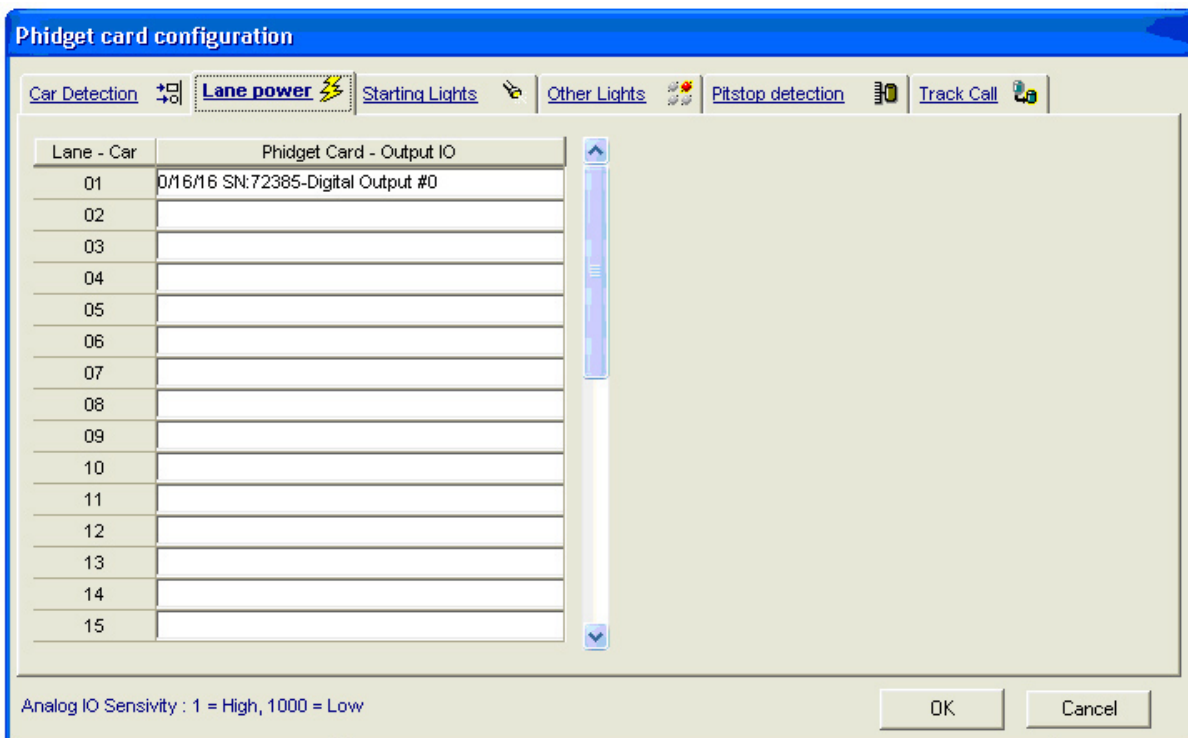 Phidget card configuration
Car Detection Lane power Starting Lights Other Lights Pitstop detection Track Call
Lane - Car Phidget Card - Output IO
01 0/16/16 SN:72385-Digital Output #0
02
03
04
05
06
07
08
09
10
11
12
13
14
15
Analog IO Sensivity : 1 = High, 1000 = Low OK Cancel